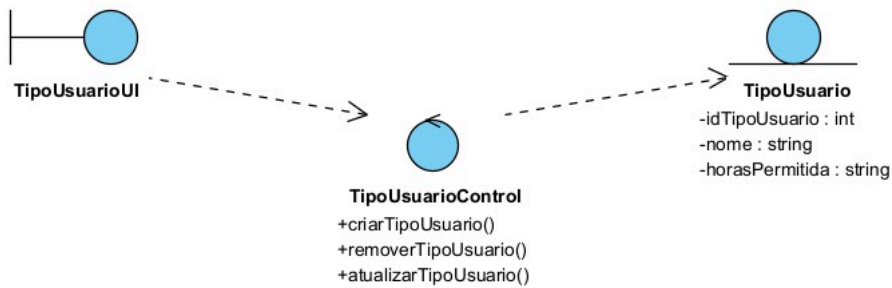 TipoUsuarioUI
TipoUsuario
-idTipoUsuario : int
-nome : string
-horasPermitida : string
TipoUsuarioControl
+criarTipoUsuario()
+removerTipoUsuario()
+atualizarTipoUsuario()